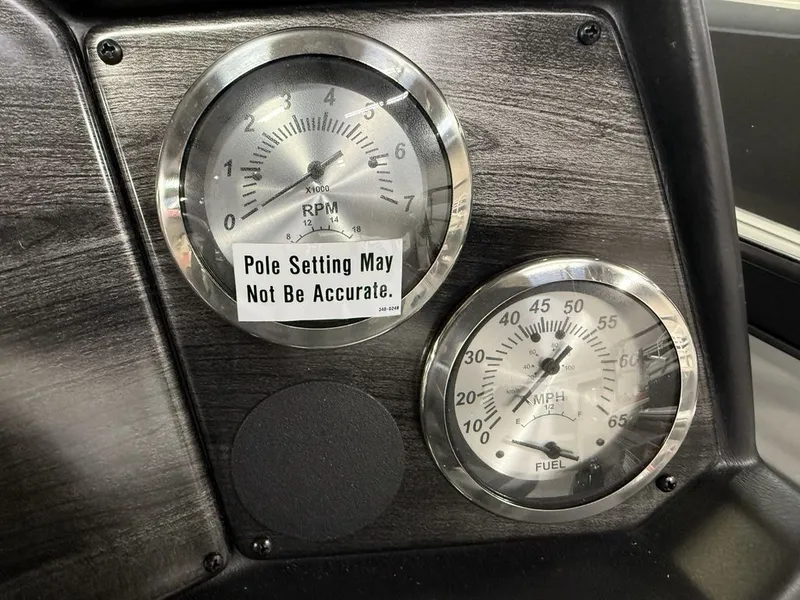 0 1 2 3 4 5 6 7
X1000
RPM
8 12 14 18
Pole Setting May
Not Be Accurate.
0 10 20 30 40 45 50 55 60 65
MPH
E 1/2 F
FUEL